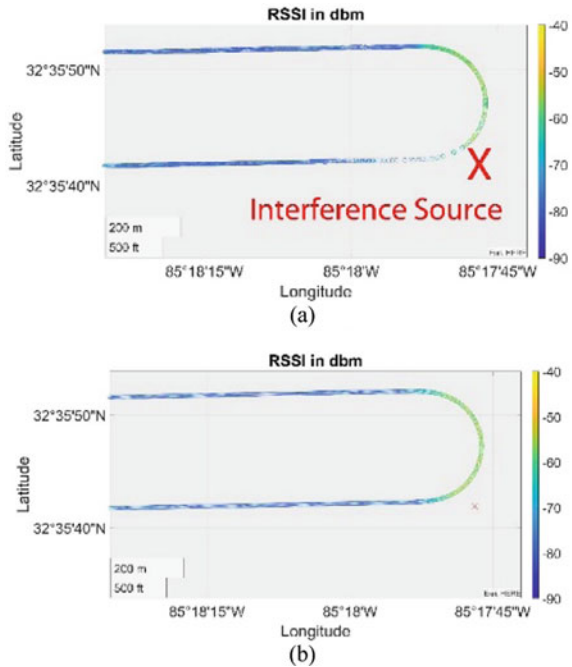 RSSI in dbm
-40
32°35'50"N
-50
-60
Latitude
-70
X
32°35'40"N
Interference Source
-80
200 m
500 ft
-90
85°18'15"W
85°18'W
85°17'45"W
Longitude
(a)
RSSI in dbm
-40
32°35'50"N
-50
-60
Latitude
-70
x
32°35'40"N
-80
200 m
500 ft
-90
85°18'15"W
85°18'W
85°17'45"W
Longitude
(b)